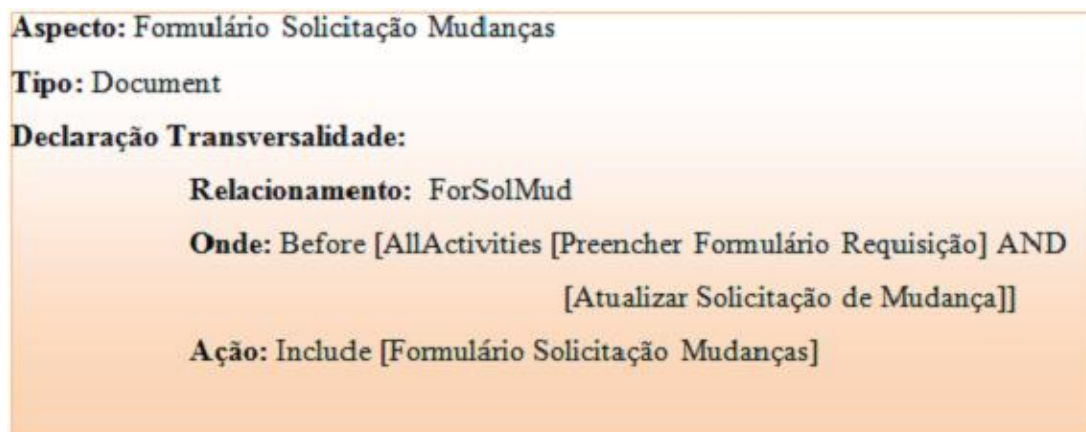 Aspecto: Formulário Solicitação Mudanças
Tipo: Document
Declaração Transversalidade:
Relacionamento: ForSolMud
Onde: Before [AllActivities [Preencher Formulário Requisição] AND
[Atualizar Solicitação de Mudança]]
Ação: Include [Formulário Solicitação Mudanças]